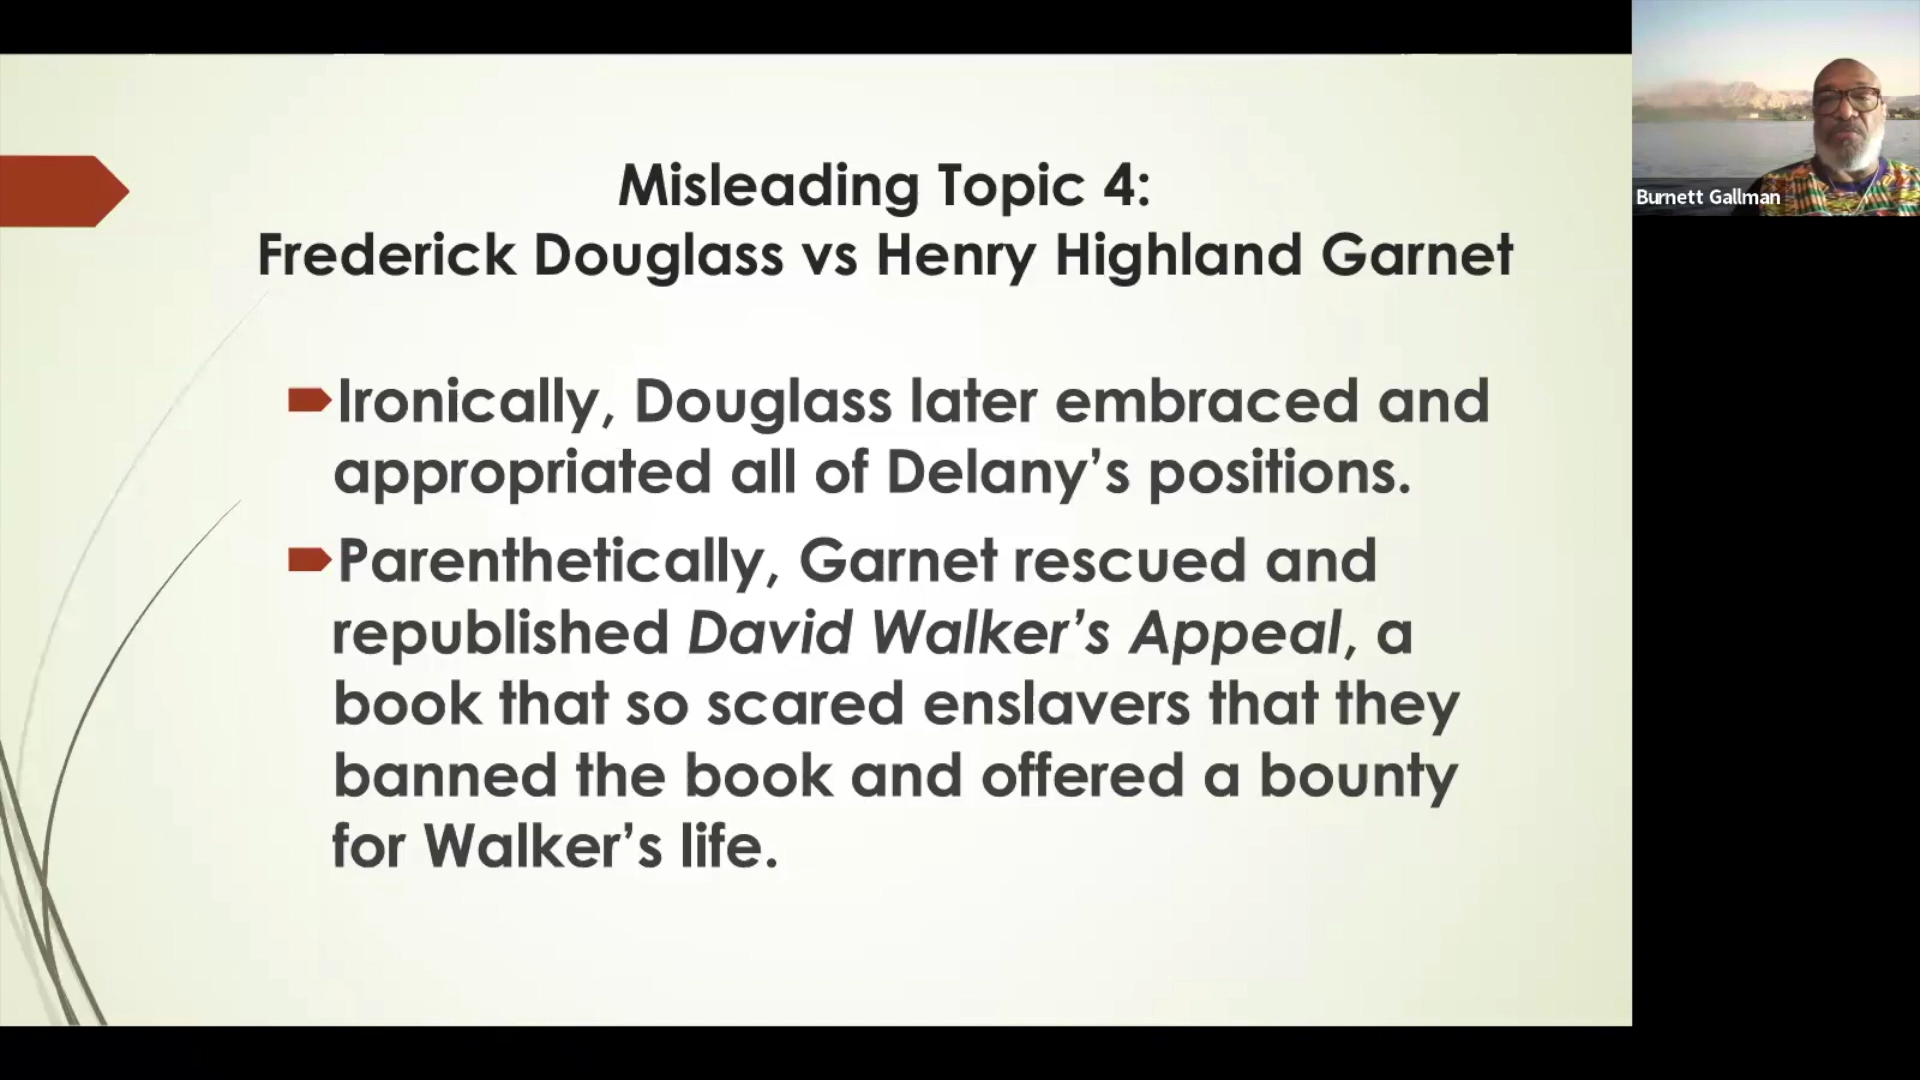 Misleading Topic 4:
Frederick Douglass vs Henry Highland Garnet
Ironically, Douglass later embraced and
appropriated all of Delany’s positions.
Parenthetically, Garnet rescued and
republished David Walker’s Appeal, a
book that so scared enslavers that they
banned the book and offered a bounty
for Walker’s life.
Burnett Gallman